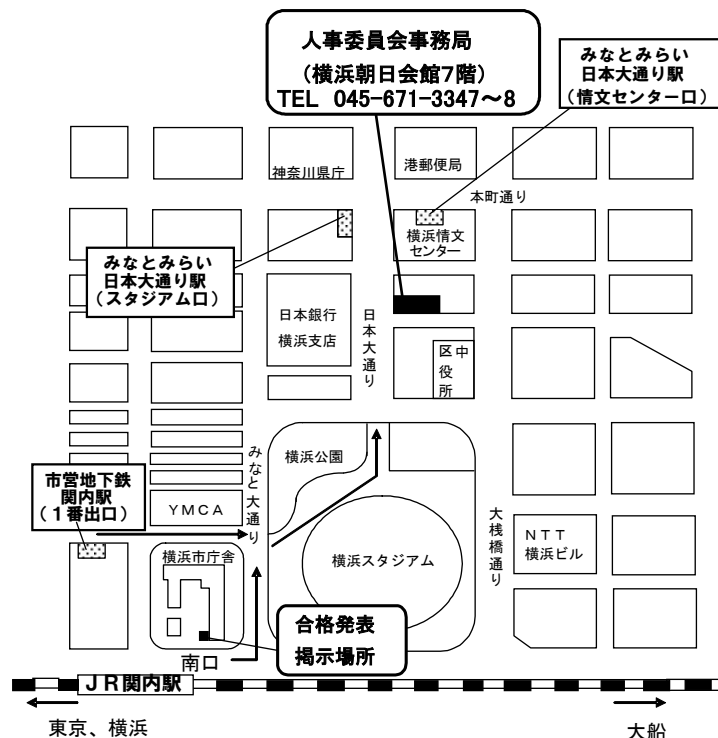 人事委員会事務局
（横浜朝日会館7階）
TEL 045-671-3347～8
みなとみらい
日本大通り駅
（情文センター口）
神奈川県庁
港郵便局
本町通り
横浜情文
センター
みなとみらい
日本大通り駅
（スタジアム口）
日本銀行
横浜支店
日本大通り
中区役所
横浜公園
みなと大通り
市営地下鉄
関内駅
（１番出口）
ＹＭＣＡ
横浜市庁舎
横浜スタジアム
大桟橋通り
ＮＴＴ
横浜ビル
合格発表
掲示場所
南口
ＪＲ関内駅
東京、横浜
大船